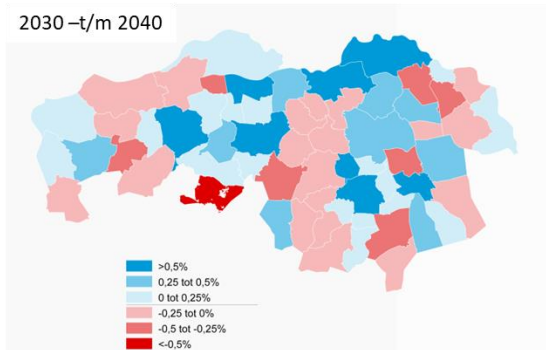 2030 –t/m 2040
>0,5%
0,25 tot 0,5%
0 tot 0,25%
-0,25 tot 0%
-0,5 tot -0,25%
<-0,5%